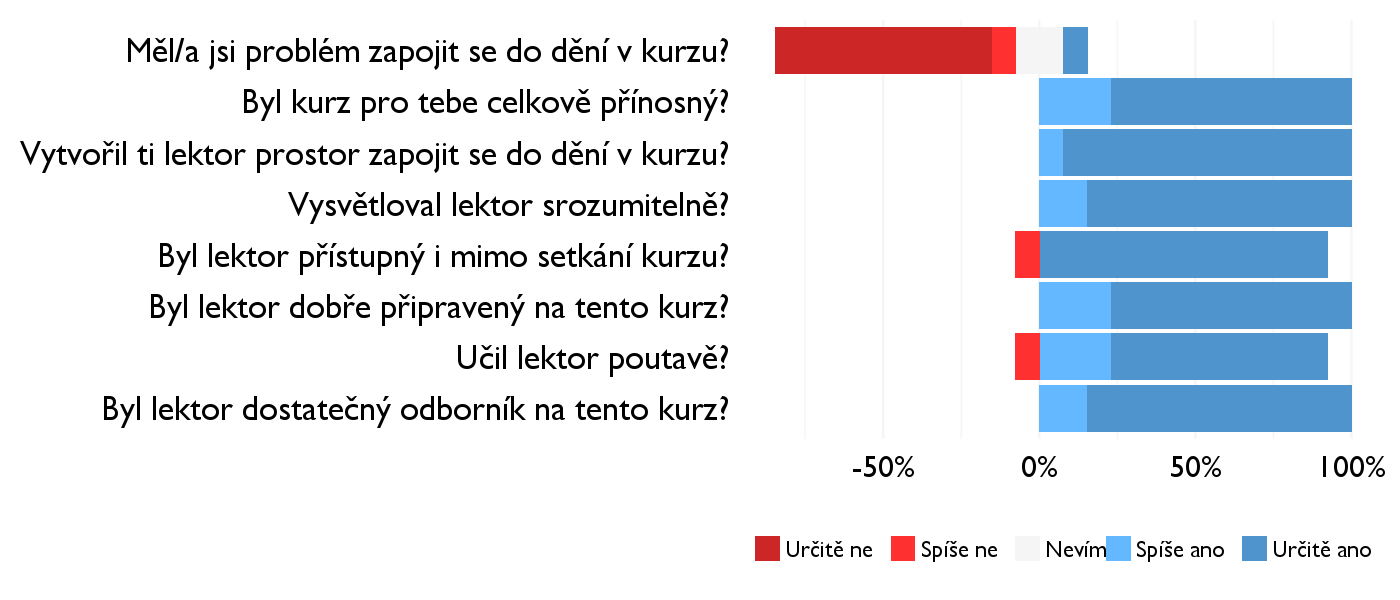 Měl/a jsi problém zapojit se do dění v kurzu?
Byl kurz pro tebe celkově přínosný?
Vytvořil ti lektor prostor zapojit se do dění v kurzu?
Vysvětloval lektor srozumitelně?
Byl lektor přístupný i mimo setkání kurzu?
Byl lektor dobře připravený na tento kurz?
Učil lektor poutavě?
Byl lektor dostatečný odborník na tento kurz?
-50% 0% 50% 100%
Určitě ne Spíše ne Nevím Spíše ano Určitě ano